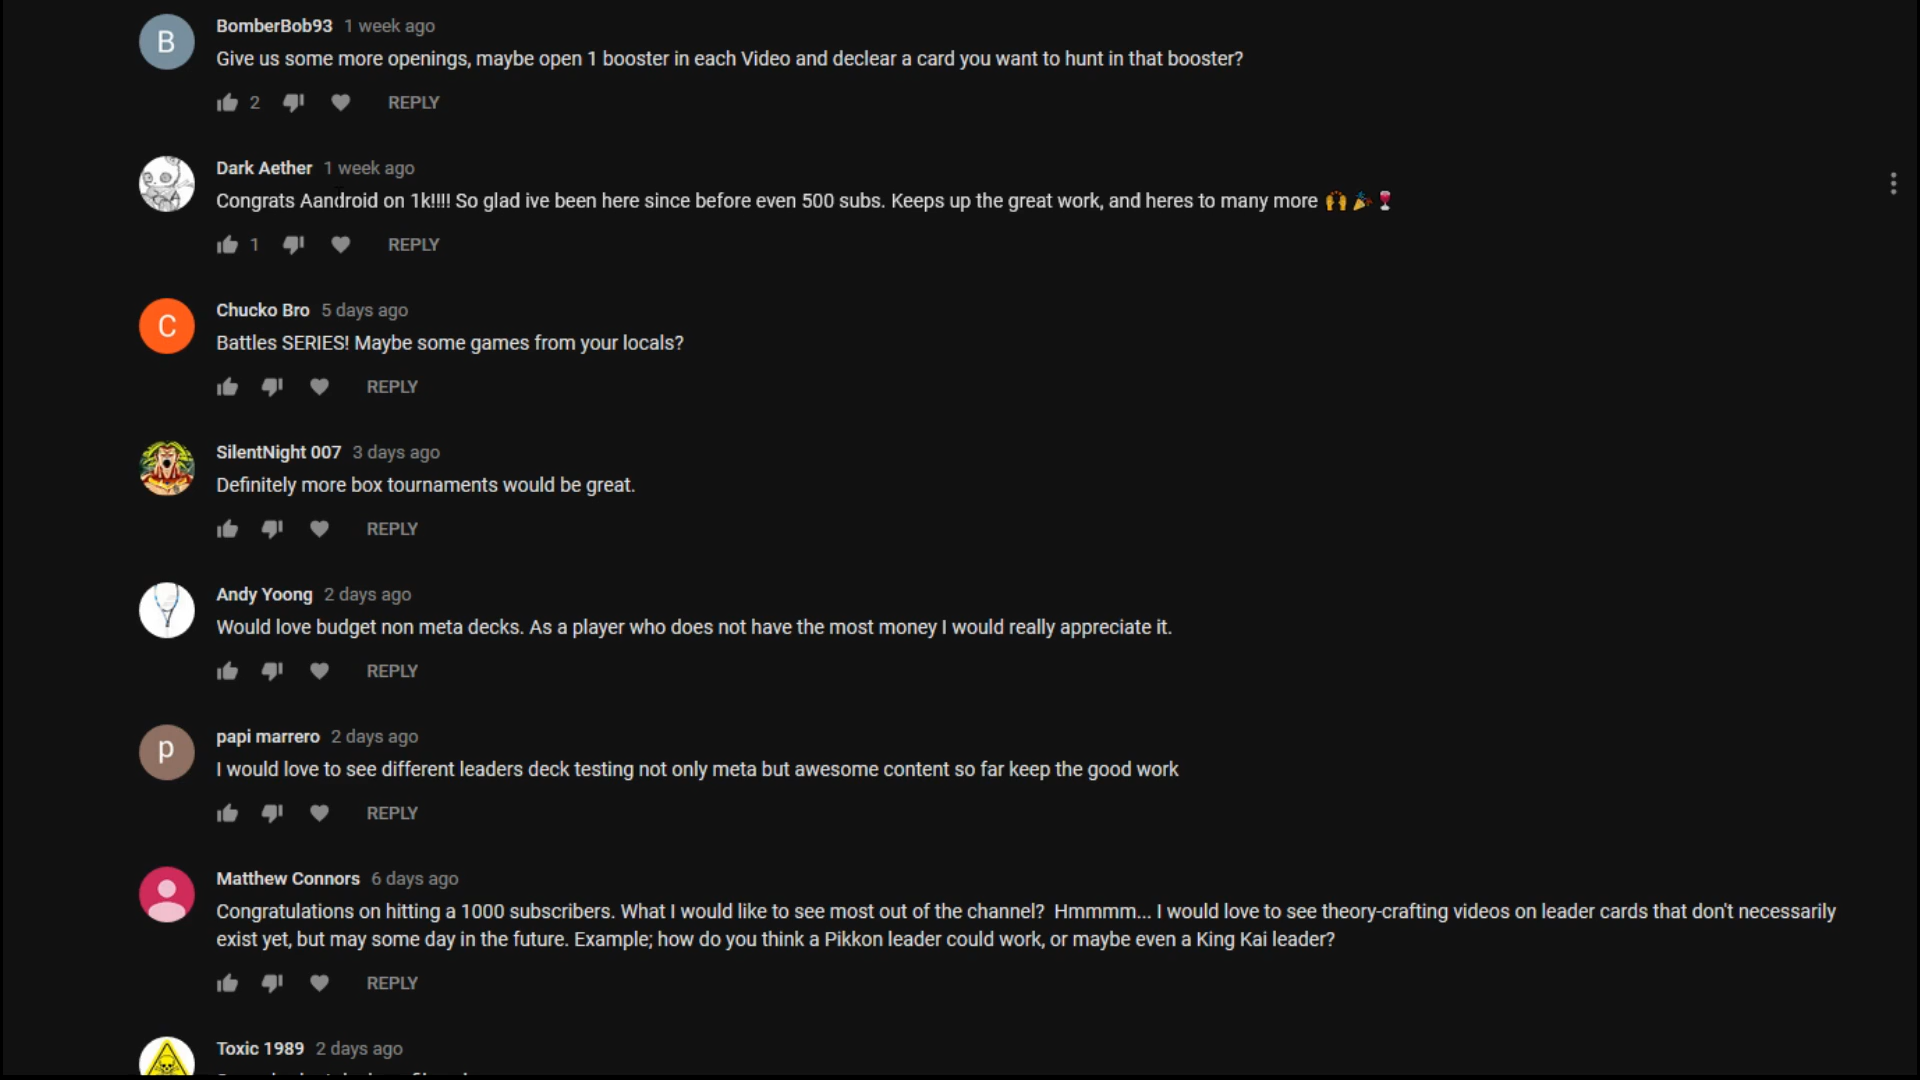 B
BomberBob93 1 week ago
Give us some more openings, maybe open 1 booster in each Video and declear a card you want to hunt in that booster?
2 REPLY
Dark Aether 1 week ago
Congrats Aandroid on 1k!!!! So glad ive been here since before even 500 subs. Keeps up the great work, and heres to many more 🙌🎉🍷
1 REPLY
C
Chucko Bro 5 days ago
Battles SERIES! Maybe some games from your locals?
REPLY
SilentNight 007 3 days ago
Definitely more box tournaments would be great.
REPLY
Andy Yoong 2 days ago
Would love budget non meta decks. As a player who does not have the most money I would really appreciate it.
REPLY
p
papi marrero 2 days ago
I would love to see different leaders deck testing not only meta but awesome content so far keep the good work
REPLY
Matthew Connors 6 days ago
Congratulations on hitting a 1000 subscribers. What I would like to see most out of the channel? Hmmmm... I would love to see theory-crafting videos on leader cards that don't necessarily
exist yet, but may some day in the future. Example; how do you think a Pikkon leader could work, or maybe even a King Kai leader?
REPLY
Toxic 1989 2 days ago